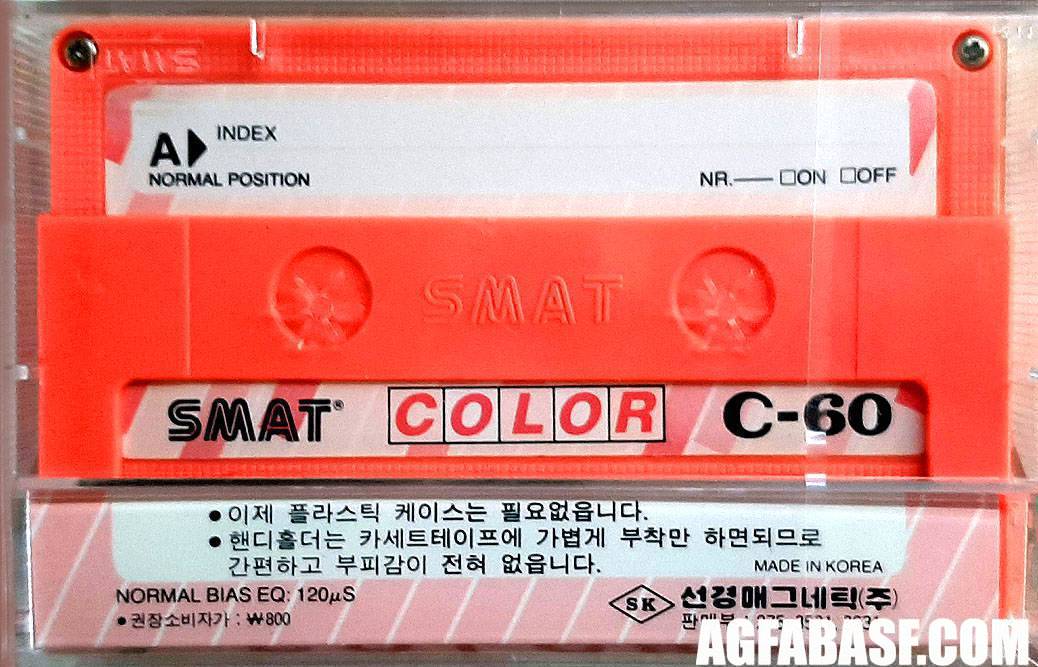 SMAT
A▶ INDEX
NORMAL POSITION
NR.— □ON □OFF
SMAT
SMAT® COLOR C-60
• 이제 플라스틱 케이스는 필요없읍니다.
• 핸디홀더는 카세트테이프에 가볍게 부착만 하면되므로
간편하고 부피감이 전혀 없읍니다.
MADE IN KOREA
NORMAL BIAS EQ: 120μS
SK 선경매그네틱(주)
• 권장소비자가 : ₩800
판매부
AGFABASF.COM